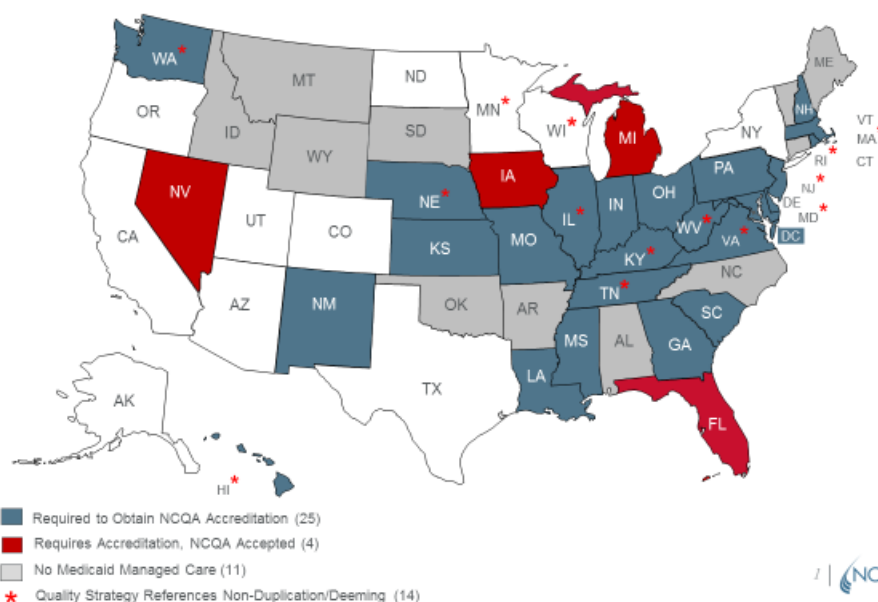 WA*
MT
ND
ME
OR
MN*
VT
NH
ID
SD
WI*
MI
NY
MA
WY
RI*
CT
NV
IA
PA
NJ*
NE*
OH
DE
IL*
IN
MD*
UT
WV*
CA
CO
VA*
DC
KS
MO
KY*
NC
TN*
AZ
NM
OK
AR
SC
MS
AL
GA
LA
TX
AK
FL
HI*
Required to Obtain NCQA Accreditation (25)
Requires Accreditation, NCQA Accepted (4)
No Medicaid Managed Care (11)
* Quality Strategy References Non-Duplication/Deeming (14)
1